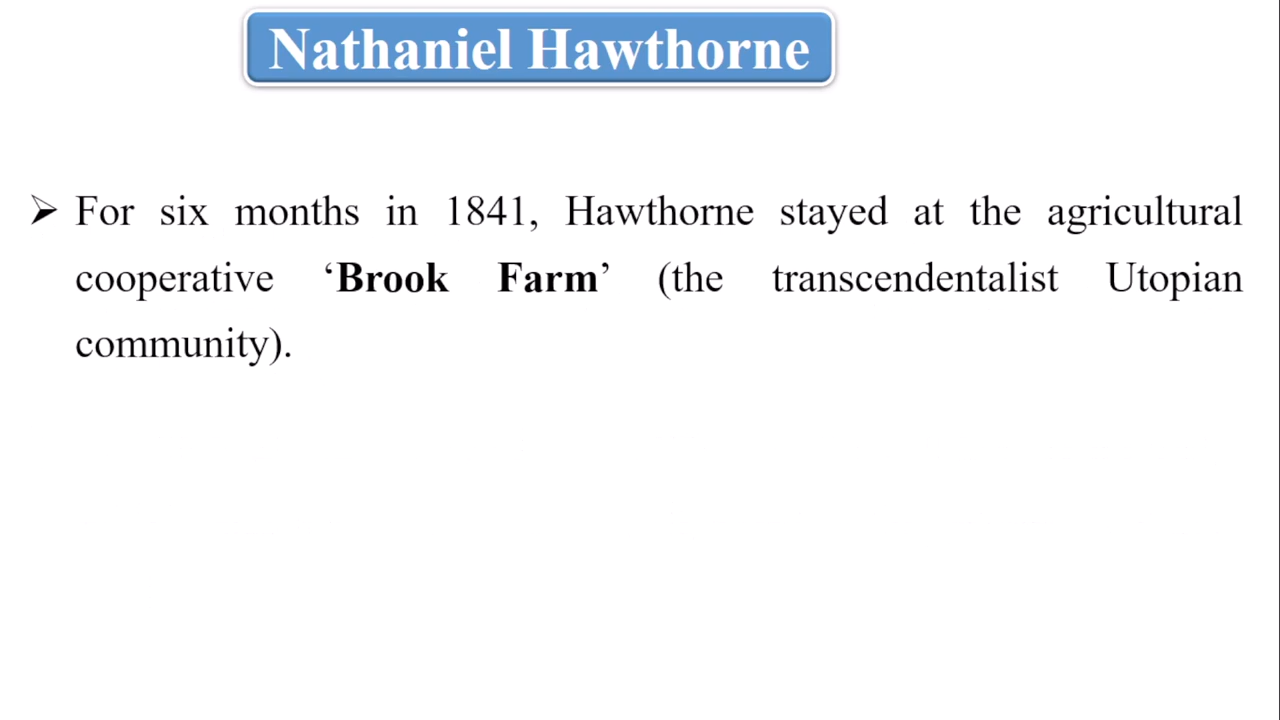 Nathaniel Hawthorne
➢ For six months in 1841, Hawthorne stayed at the agricultural
cooperative ‘Brook Farm’ (the transcendentalist Utopian
community).